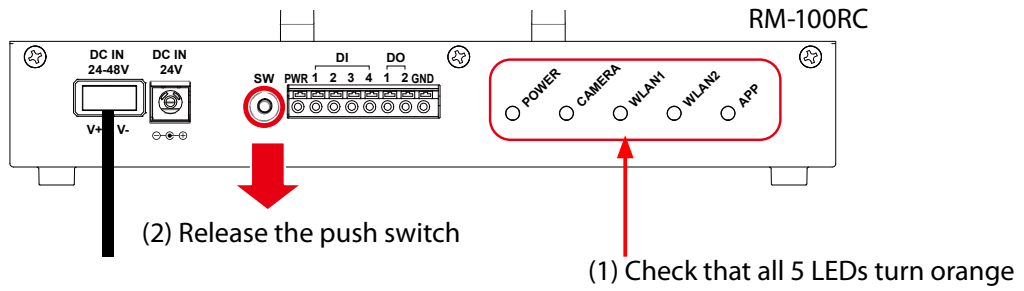 RM-100RC
DC IN
24-48V
DC IN
24V
DI
DO
SW
PWR 1 2 3 4 1 2 GND
POWER
CAMERA
WLAN1
WLAN2
APP
V+ V-
(2) Release the push switch
(1) Check that all 5 LEDs turn orange